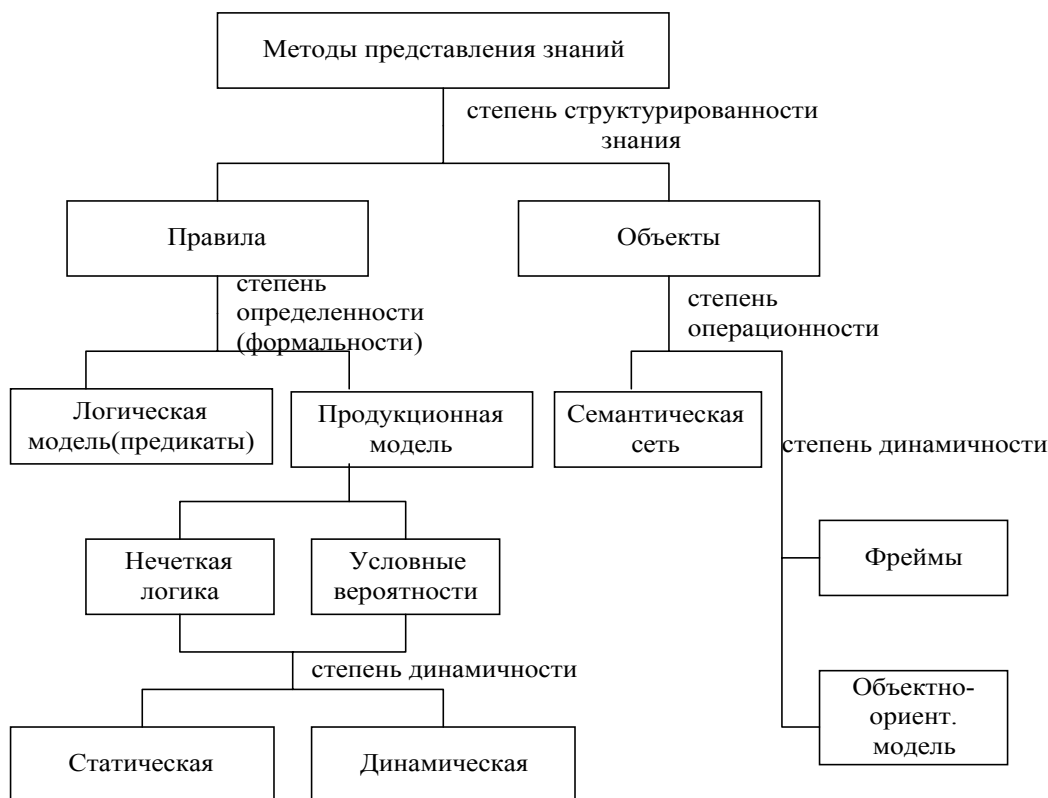 Методы представления знаний
степень структурированности
знания
Правила
Объекты
степень
определенности
(формальности)
степень
операционности
Логическая
модель(предикаты)
Продукционная
модель
Семантическая
сеть
степень динамичности
Нечеткая
логика
Условные
вероятности
Фреймы
степень динамичности
Объектно-
ориент.
модель
Статическая
Динамическая